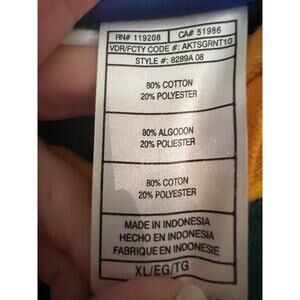 RN# 119208 CA# 51986
VDR/FCTY CODE #: AKTSGRNT10
STYLE #: 8289A 08
80% COTTON
20% POLYESTER
80% ALGODON
20% POLIESTER
80% COTON
20% POLYESTER
MADE IN INDONESIA
HECHO EN INDONESIA
FABRIQUE EN INDONESIE
XL/EG/TG